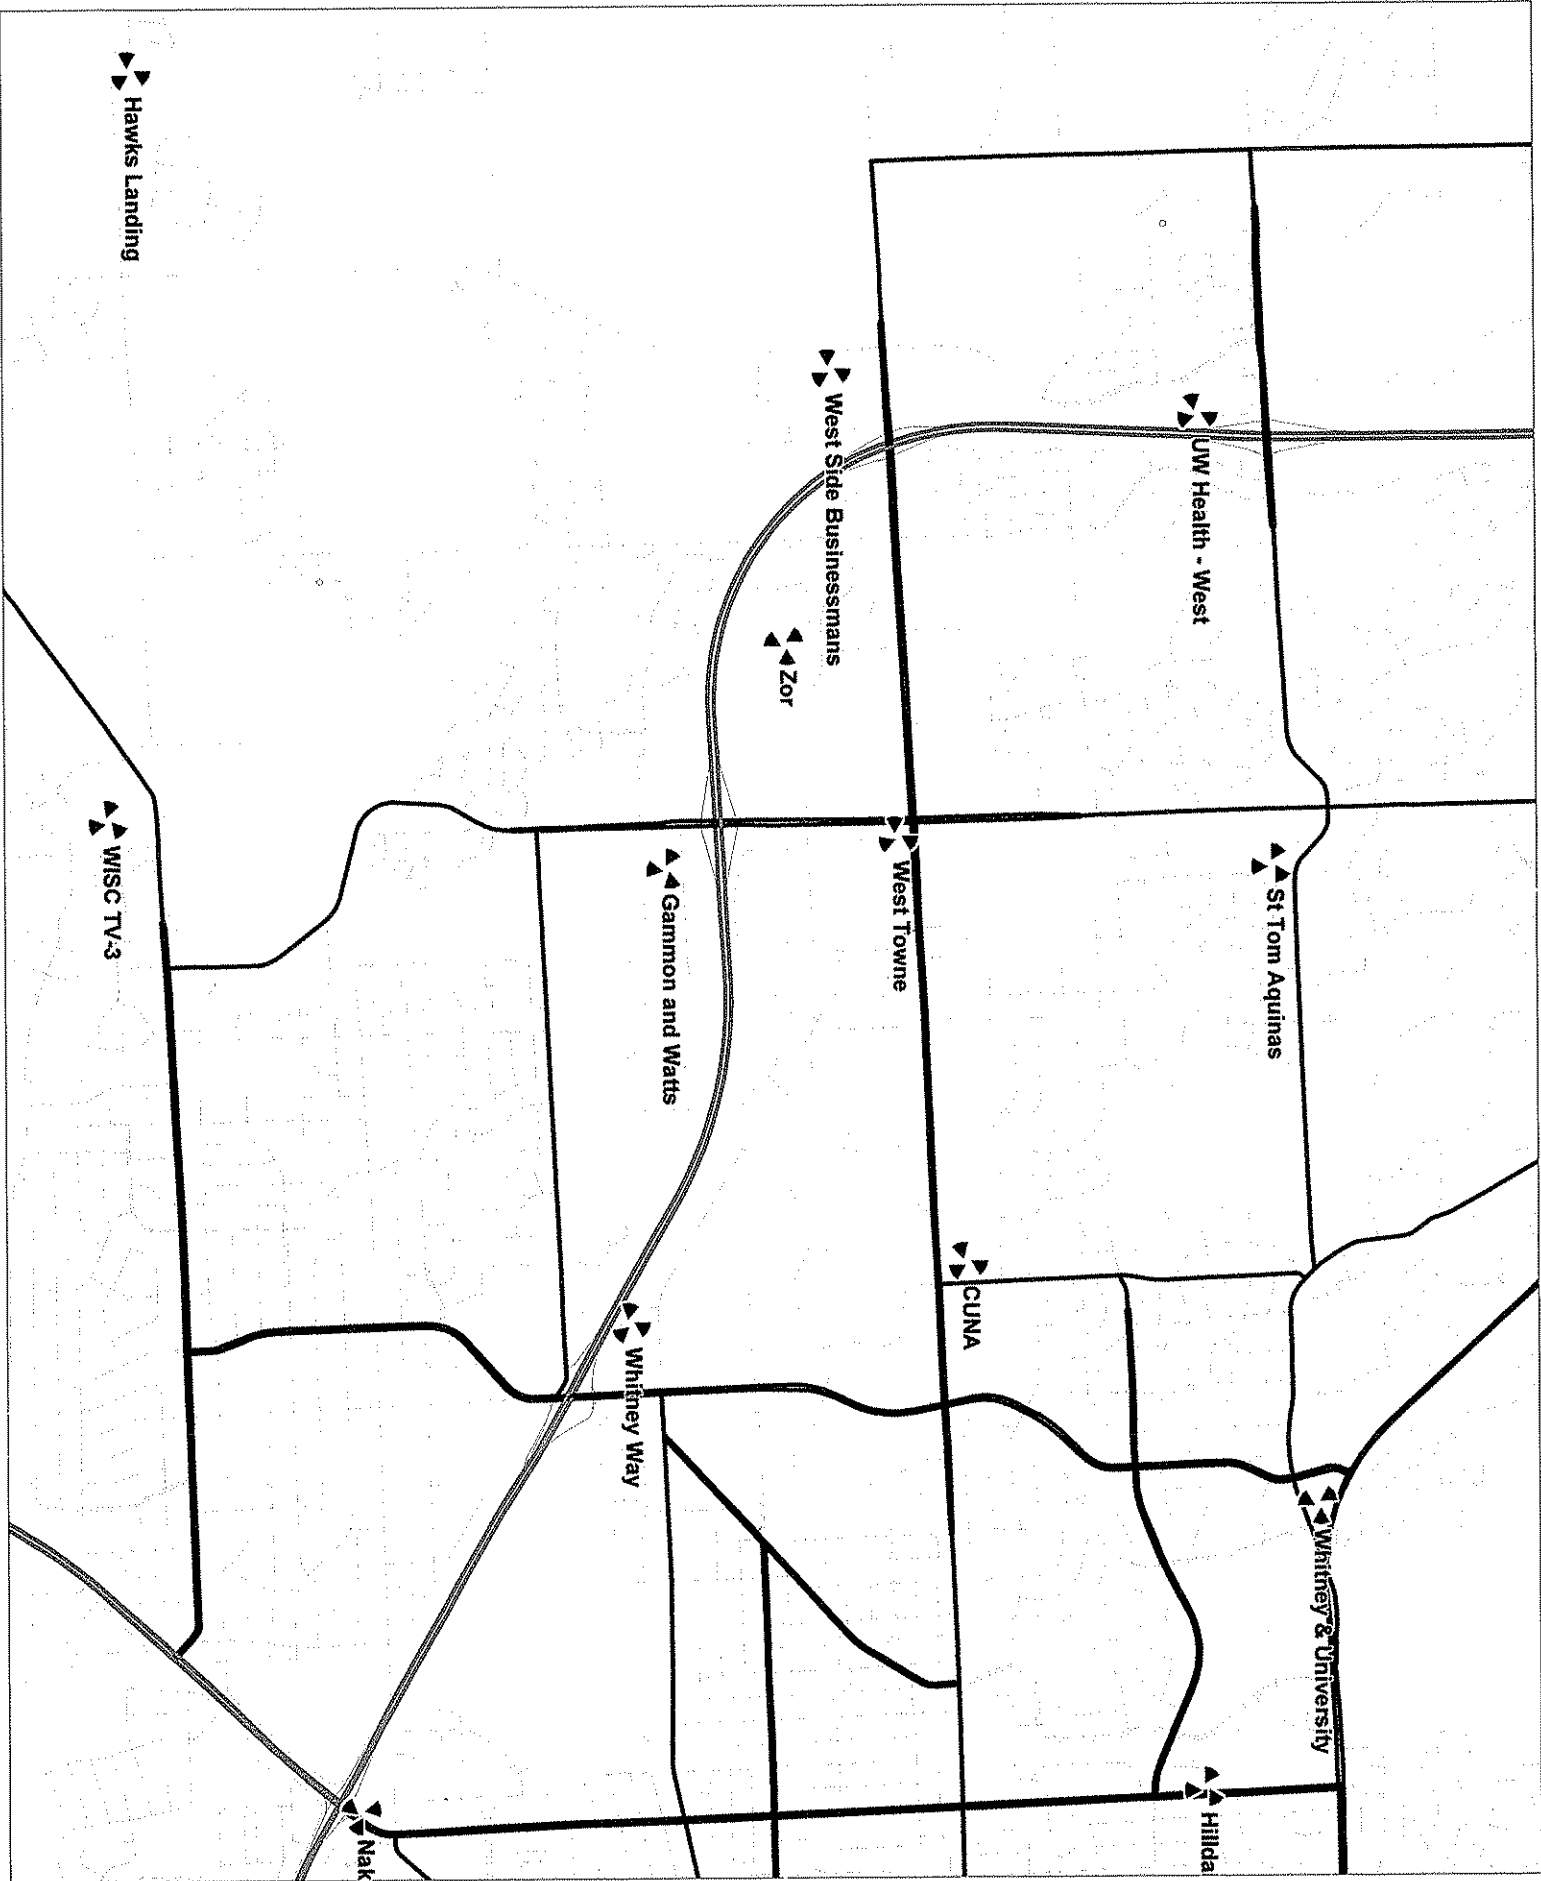 Hawks Landing
West Side Businessmans
UW Health - West
Zor
WISC TV-3
Gammon and Watts
West Towne
St Tom Aquinas
CUNA
Whitney Way
Whitney & University
Nak
Hillda